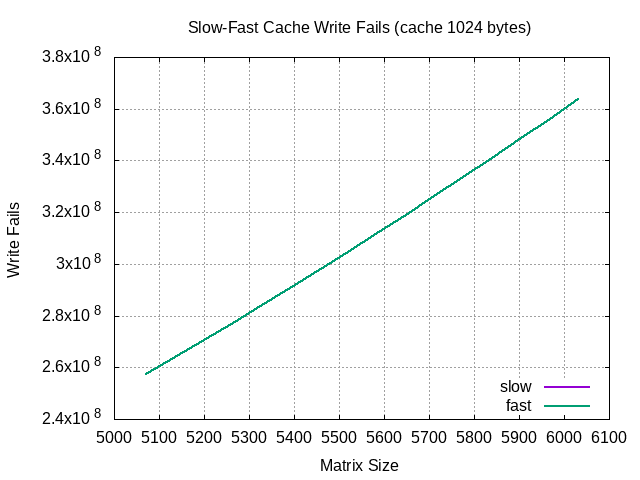 Slow-Fast Cache Write Fails (cache 1024 bytes)
3.8x10^8
3.6x10^8
3.4x10^8
3.2x10^8
3x10^8
2.8x10^8
2.6x10^8
2.4x10^8
Write Fails
slow
fast
5000 5100 5200 5300 5400 5500 5600 5700 5800 5900 6000 6100
Matrix Size